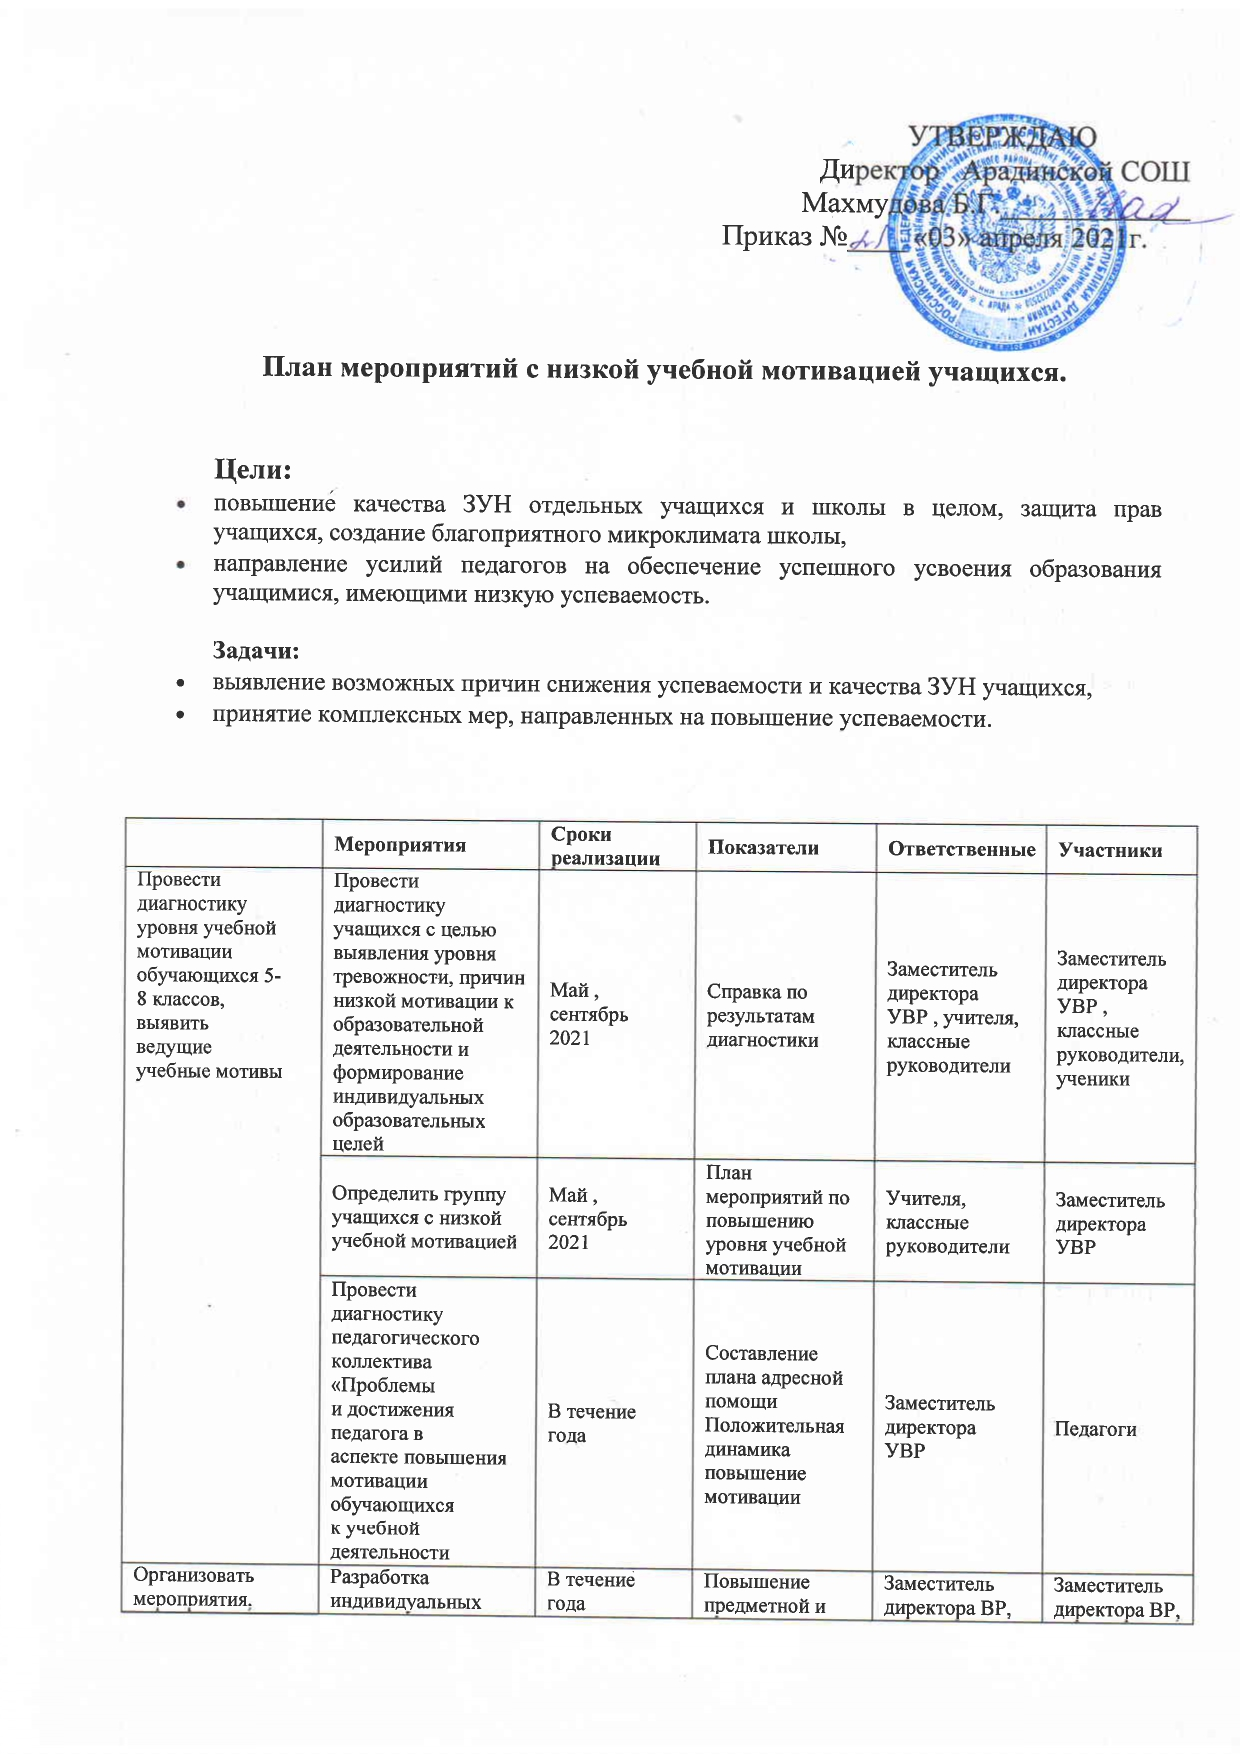 УТВЕРЖДАЮ
Директор Арадинской СОШ
Махмудова Б.Г.
Приказ № «03» апреля 2021г.
План мероприятий с низкой учебной мотивацией учащихся.
Цели:
• повышение качества ЗУН отдельных учащихся и школы в целом, защита прав
учащихся, создание благоприятного микроклимата школы,
• направление усилий педагогов на обеспечение успешного усвоения образования
учащимися, имеющими низкую успеваемость.
Задачи:
• выявление возможных причин снижения успеваемости и качества ЗУН учащихся,
• принятие комплексных мер, направленных на повышение успеваемости.
Мероприятия
Сроки
реализации
Показатели
Ответственные
Участники
Провести
диагностику
уровня учебной
мотивации
обучающихся 5-
8 классов,
выявить
ведущие
учебные мотивы
Провести
диагностику
учащихся с целью
выявления уровня
тревожности, причин
низкой мотивации к
образовательной
деятельности и
формирование
индивидуальных
образовательных
целей
Май ,
сентябрь
2021
Справка по
результатам
диагностики
Заместитель
директора
УВР , учителя,
классные
руководители
Заместитель
директора
УВР ,
классные
руководители,
ученики
Определить группу
учащихся с низкой
учебной мотивацией
Май ,
сентябрь
2021
План
мероприятий по
повышению
уровня учебной
мотивации
Учителя,
классные
руководители
Заместитель
директора
УВР
Провести
диагностику
педагогического
коллектива
«Проблемы
и достижения
педагога в
аспекте повышения
мотивации
обучающихся
к учебной
деятельности
В течение
года
Составление
плана адресной
помощи
Положительная
динамика
повышение
мотивации
Заместитель
директора
УВР
Педагоги
Организовать
мероприятия,
Разработка
индивидуальных
В течение
года
Повышение
предметной и
Заместитель
директора ВР,
Заместитель
директора ВР,